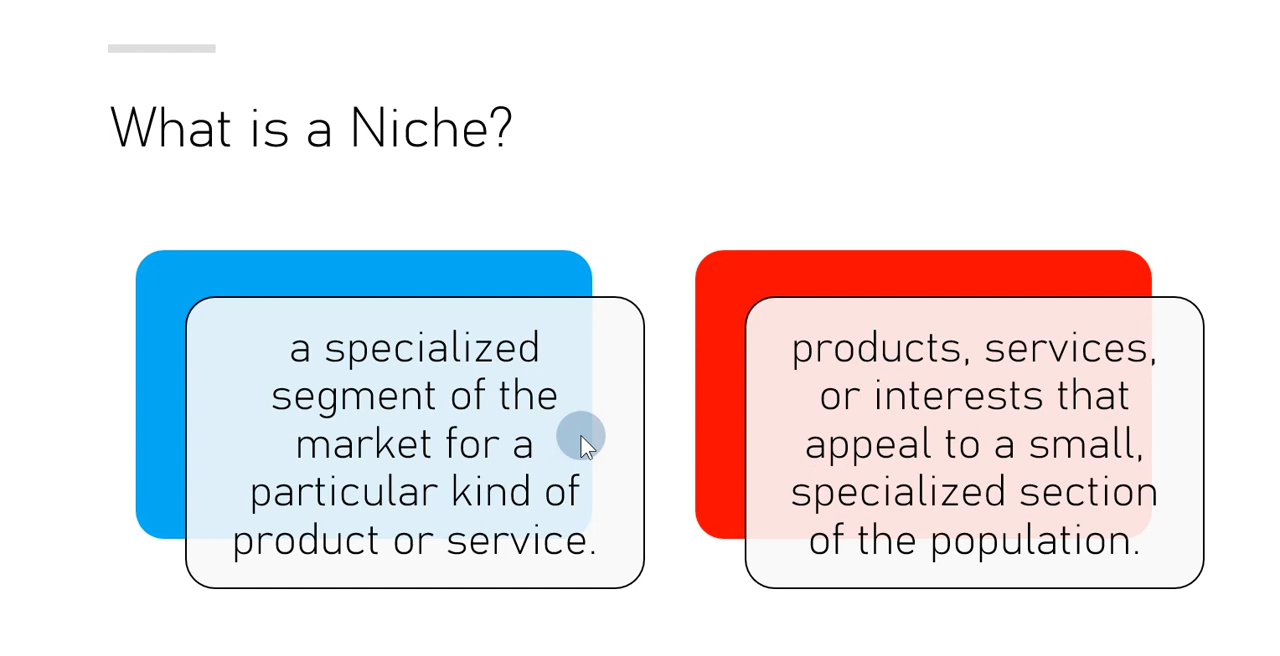 What is a Niche?
a specialized
segment of the
market for a
particular kind of
product or service.
products, services,
or interests that
appeal to a small,
specialized section
of the population.